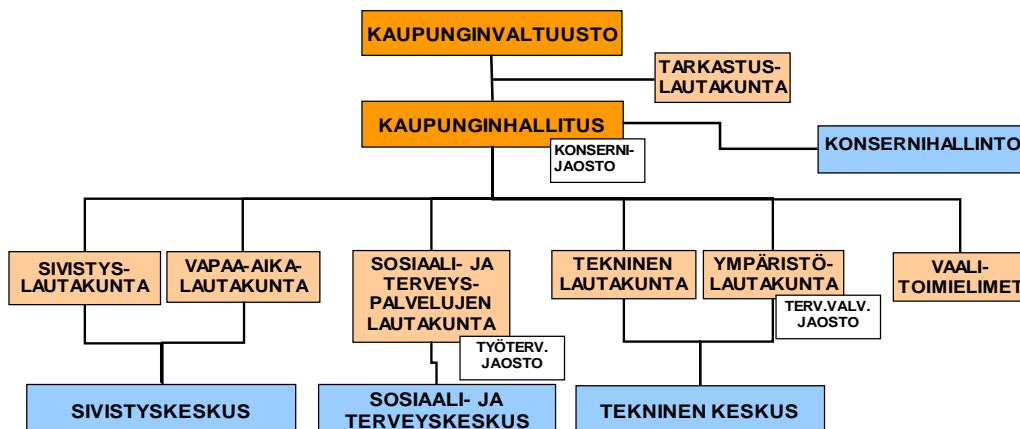 KAUPUNGINVALTUUSTO
TARKASTUS-
LAUTAKUNTA
KAUPUNGINHALLITUS
KONSERNI-
JAOSTO
KONSERNIHALLINTO
SIVISTYS-
LAUTAKUNTA
VAPAA-AIKA-
LAUTAKUNTA
SOSIAALI- JA
TERVEYS-
PALVELUJEN
LAUTAKUNTA
TYÖTERV.
JAOSTO
TEKNINEN
LAUTAKUNTA
YMPÄRISTÖ-
LAUTAKUNTA
TERV.VALV.
JAOSTO
VAALI-
TOIMIELIMET
SIVISTYSKESKUS
SOSIAALI- JA
TERVEYSKESKUS
TEKNINEN KESKUS